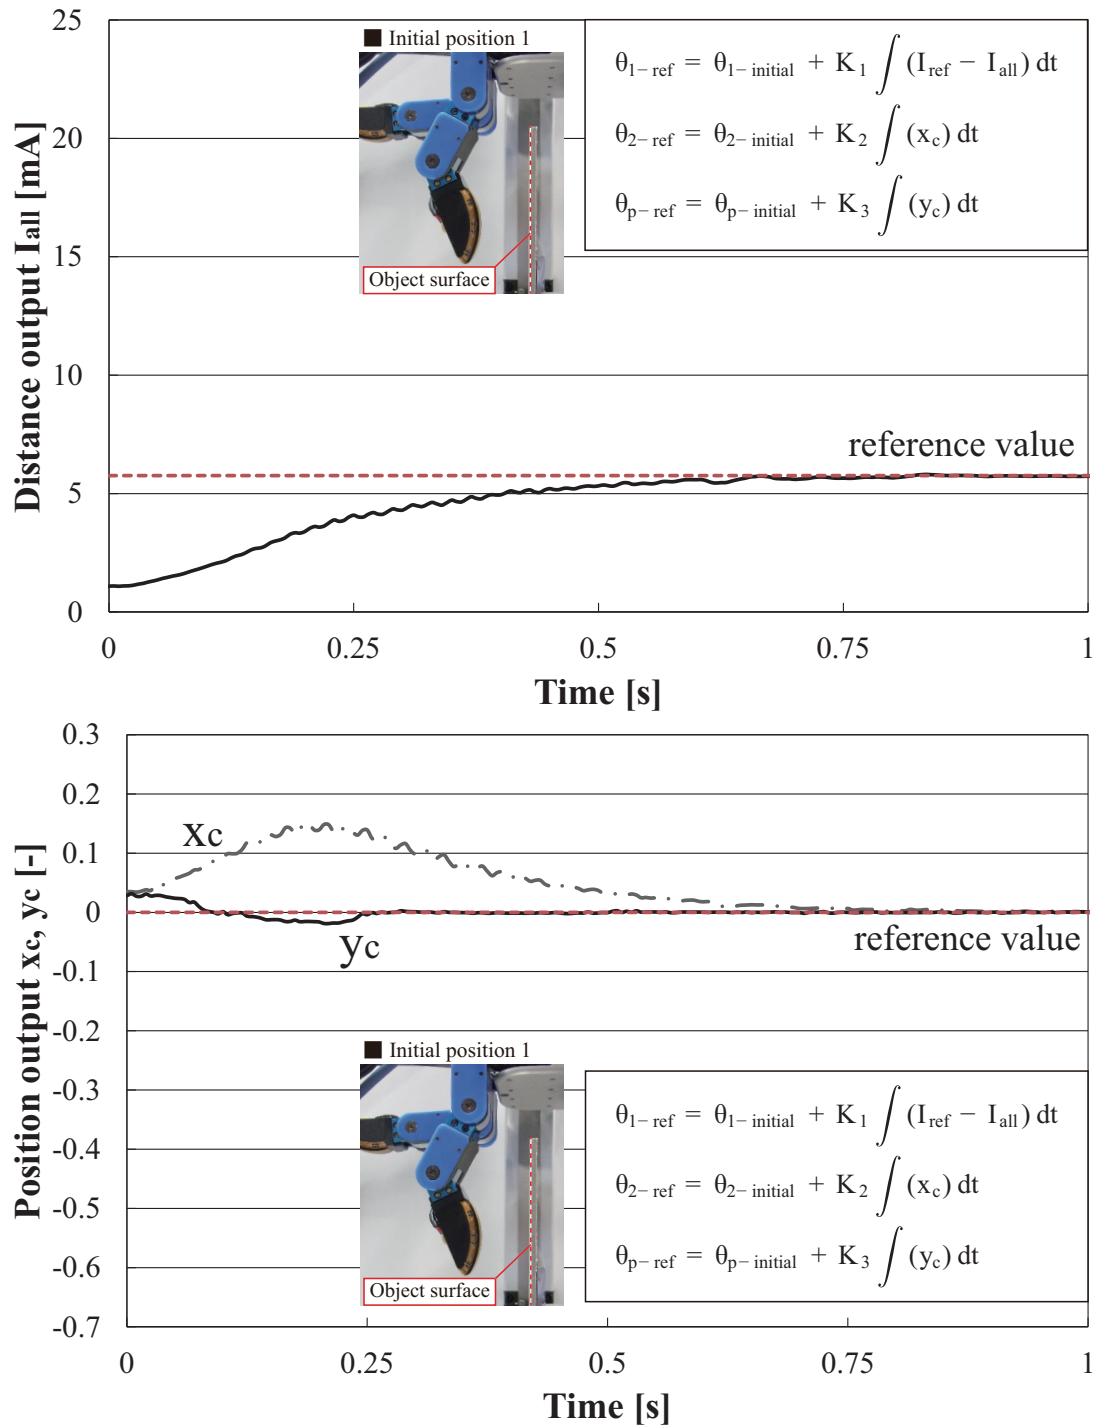 25
20
15
10
5
0
Distance output Iall [mA]
■ Initial position 1
Object surface
θ1−ref = θ1−initial + K1 ∫ (Iref − Iall) dt
θ2−ref = θ2−initial + K2 ∫ (xc) dt
θp−ref = θp−initial + K3 ∫ (yc) dt
reference value
0 0.25 0.5 0.75 1
Time [s]
0.3
0.2
0.1
0
-0.1
-0.2
-0.3
-0.4
-0.5
-0.6
-0.7
Position output xc, yc [-]
xc
yc
reference value
■ Initial position 1
Object surface
θ1−ref = θ1−initial + K1 ∫ (Iref − Iall) dt
θ2−ref = θ2−initial + K2 ∫ (xc) dt
θp−ref = θp−initial + K3 ∫ (yc) dt
0 0.25 0.5 0.75 1
Time [s]